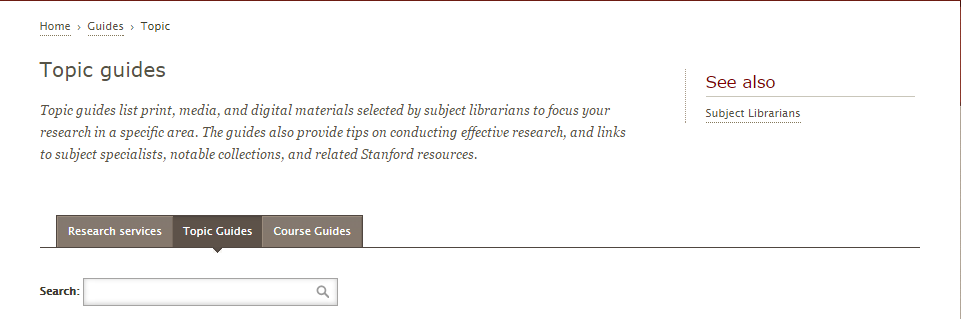 Home › Guides › Topic
Topic guides
Topic guides list print, media, and digital materials selected by subject librarians to focus your
research in a specific area. The guides also provide tips on conducting effective research, and links
to subject specialists, notable collections, and related Stanford resources.
See also
Subject Librarians
Research services Topic Guides Course Guides
Search: